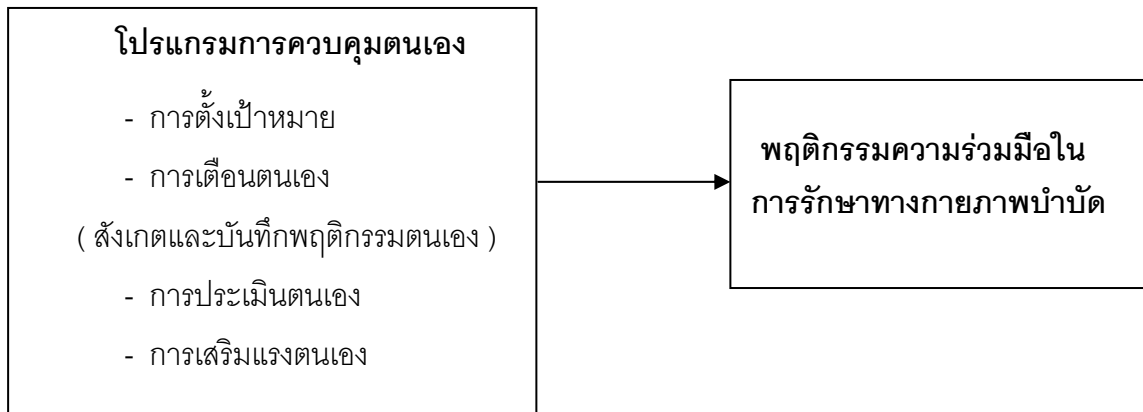 โปรแกรมการควบคุมตนเอง
- การตั้งเป้าหมาย
- การเตือนตนเอง
( สังเกตและบันทึกพฤติกรรมตนเอง )
- การประเมินตนเอง
- การเสริมแรงตนเอง
พฤติกรรมความร่วมมือใน
การรักษาทางกายภาพบำบัด